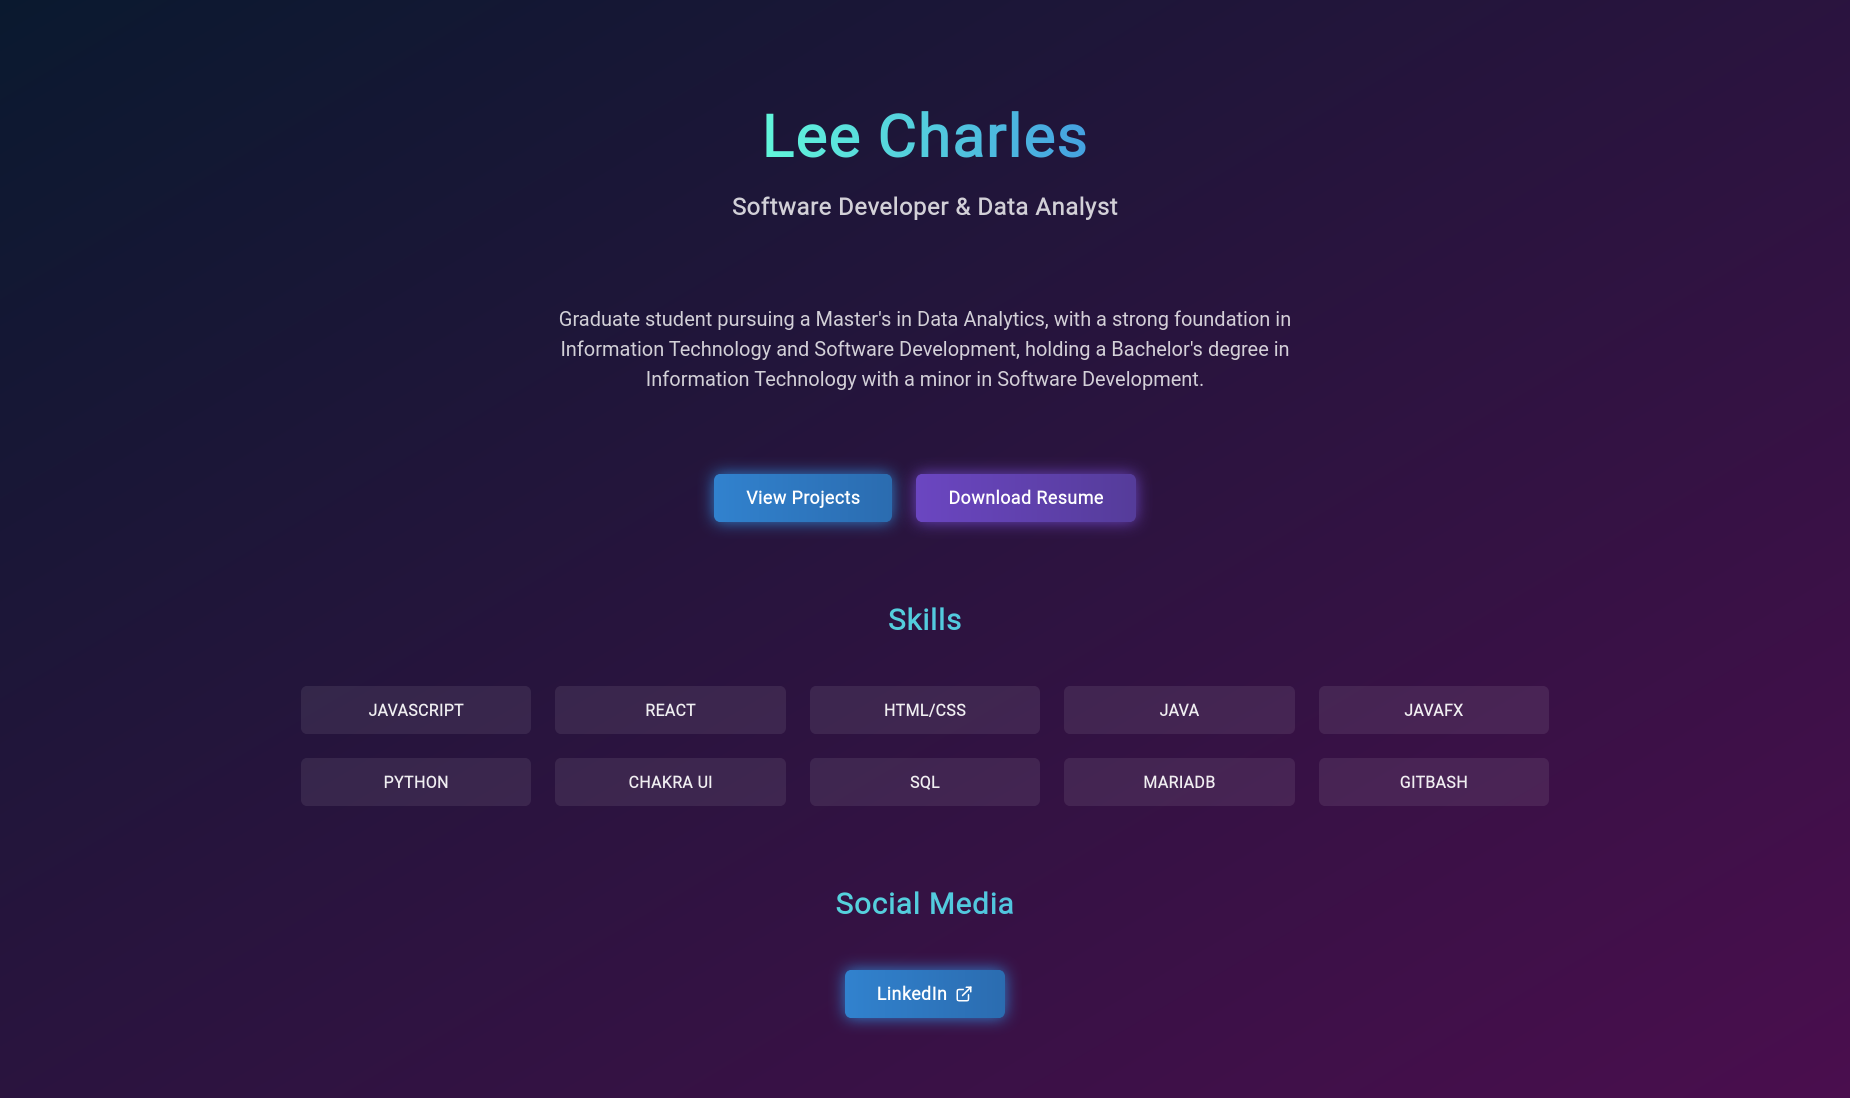 Lee Charles
Software Developer & Data Analyst
Graduate student pursuing a Master's in Data Analytics, with a strong foundation in
Information Technology and Software Development, holding a Bachelor's degree in
Information Technology with a minor in Software Development.
View Projects Download Resume
Skills
JAVASCRIPT REACT HTML/CSS JAVA JAVAFX
PYTHON CHAKRA UI SQL MARIADB GITBASH
Social Media
LinkedIn